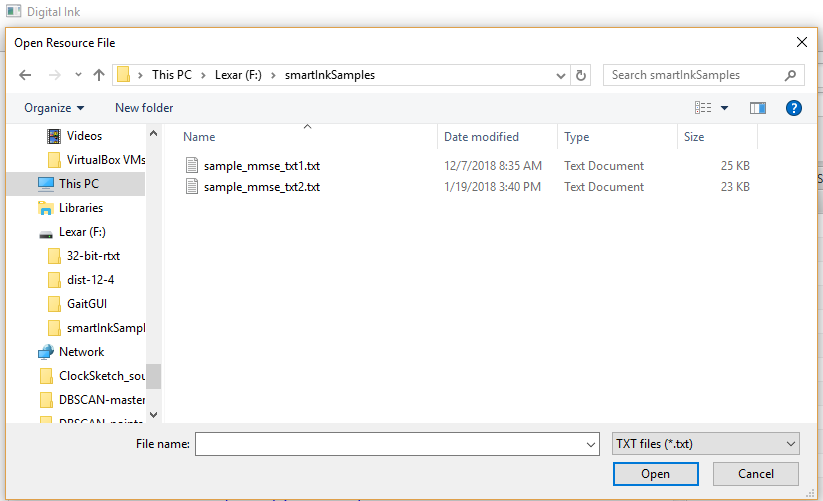 Digital Ink
Open Resource File
This PC > Lexar (F:) > smartInkSamples
Search smartInkSamples
Organize
New folder
?
Name
Date modified
Type
Size
Videos
VirtualBox VMs
This PC
Libraries
Lexar (F:)
32-bit-rtxt
dist-12-4
GaitGUI
smartInkSampl
Network
ClockSketch_sou
DBSCAN-master
sample_mmse_txt1.txt 12/7/2018 8:35 AM Text Document 25 KB
sample_mmse_txt2.txt 1/19/2018 3:40 PM Text Document 23 KB
File name:
TXT files (*.txt)
Open
Cancel